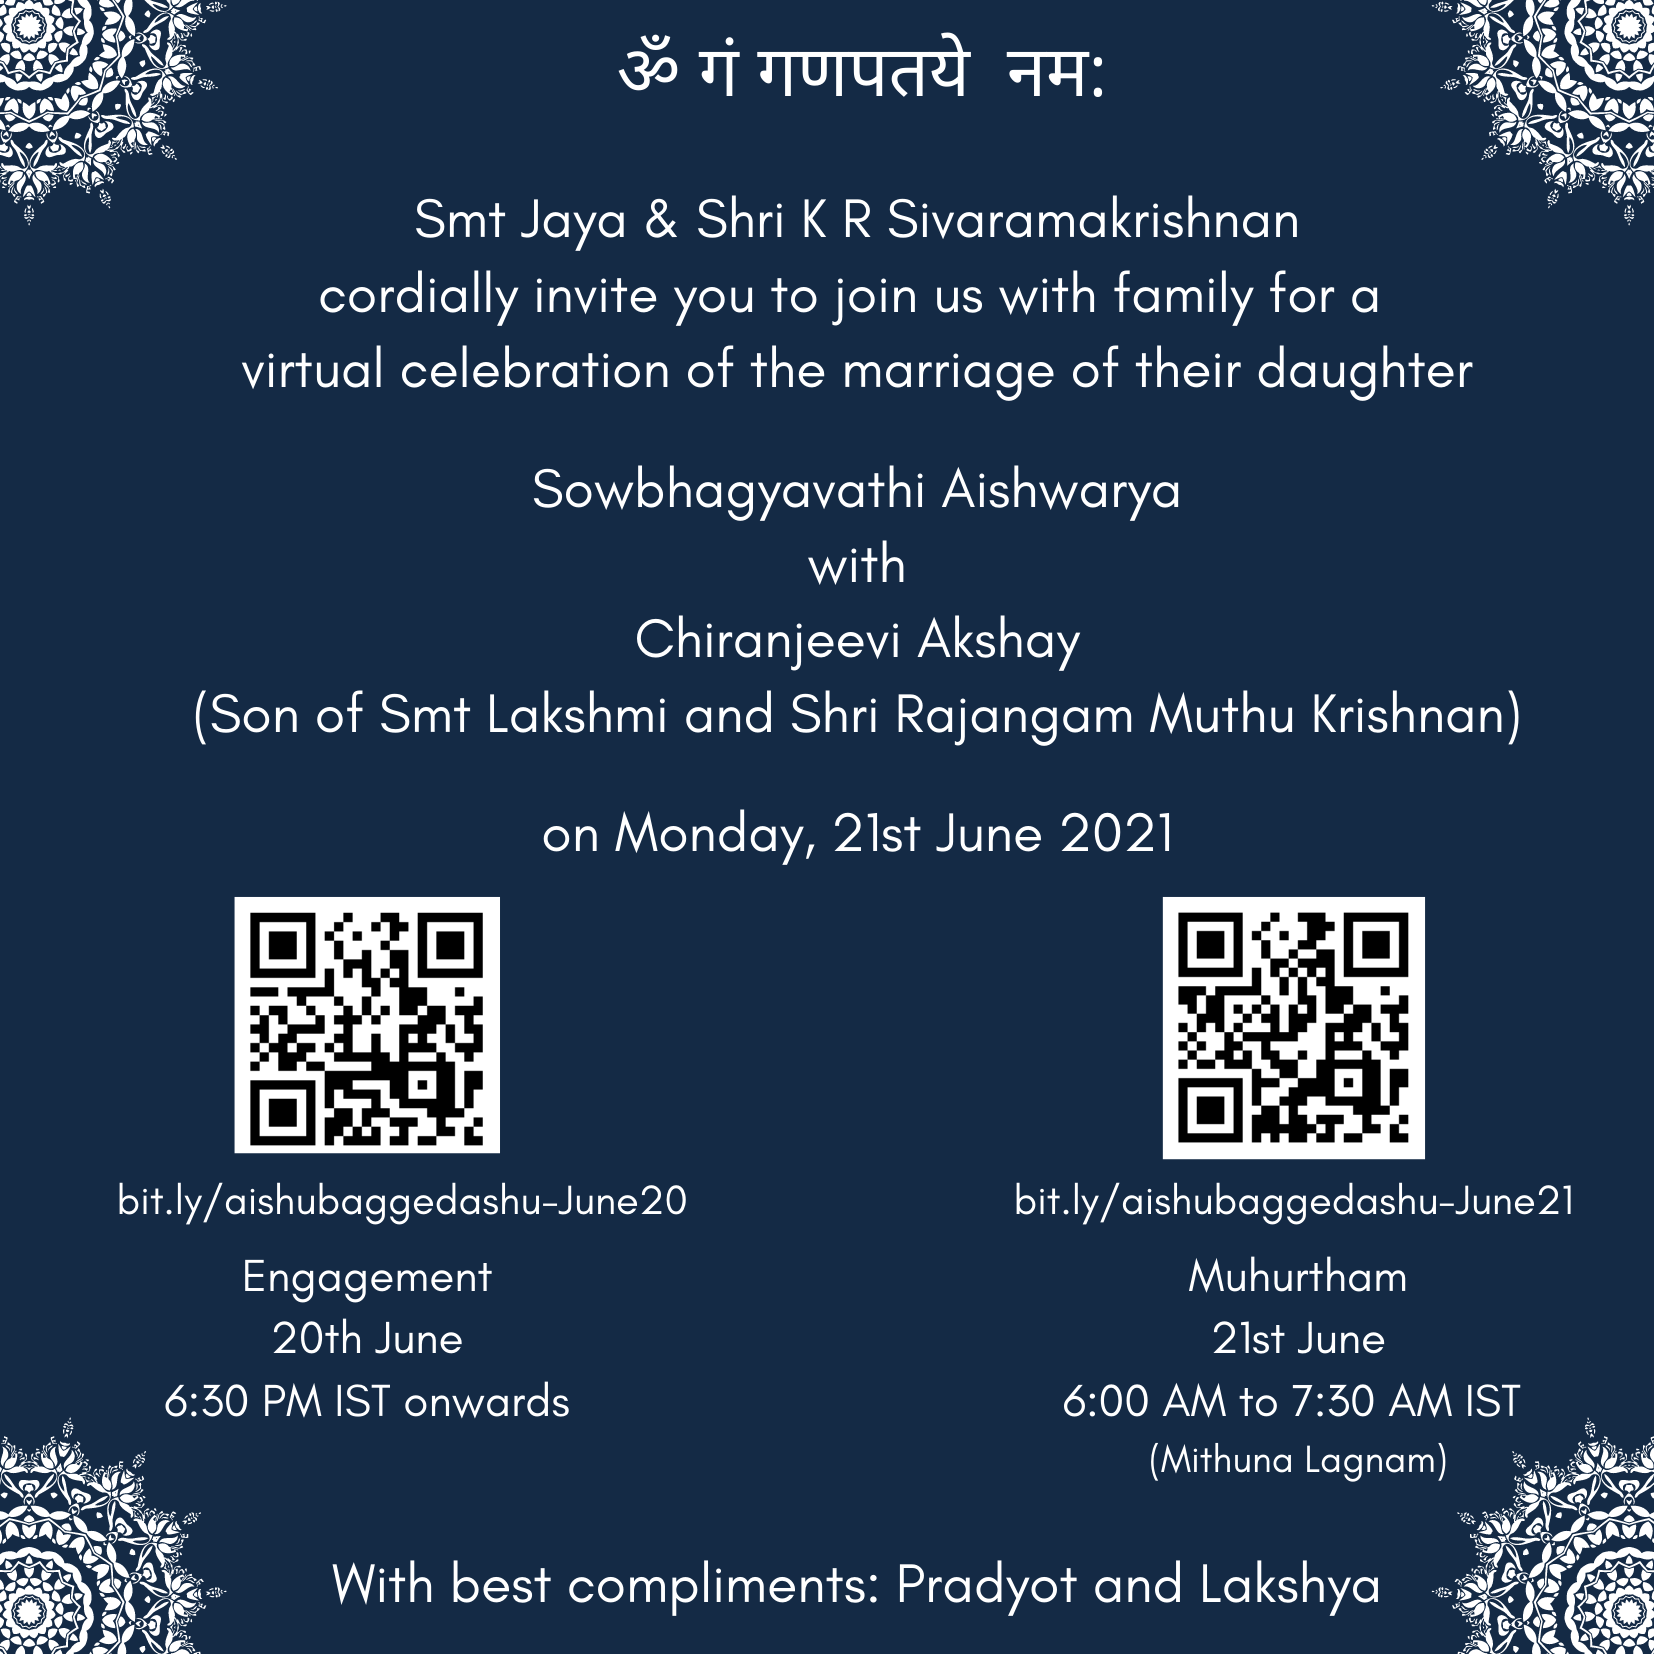 ॐ गं गणपतये नम:
Smt Jaya & Shri K R Sivaramakrishnan
cordially invite you to join us with family for a
virtual celebration of the marriage of their daughter
Sowbhagyavathi Aishwarya
with
Chiranjeevi Akshay
(Son of Smt Lakshmi and Shri Rajangam Muthu Krishnan)
on Monday, 21st June 2021
bit.ly/aishubaggedashu-June20
Engagement
20th June
6:30 PM IST onwards
bit.ly/aishubaggedashu-June21
Muhurtham
21st June
6:00 AM to 7:30 AM IST
(Mithuna Lagnam)
With best compliments: Pradyot and Lakshya